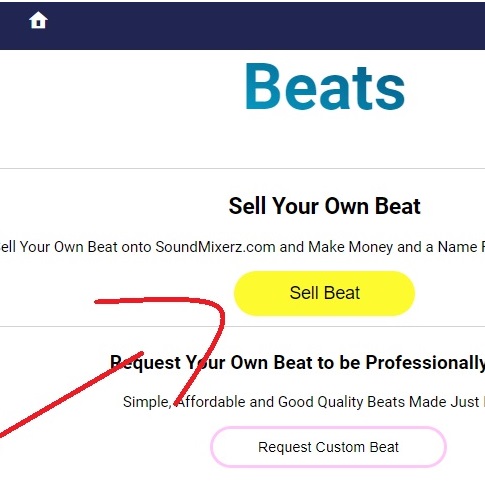 Beats
Sell Your Own Beat
ell Your Own Beat onto SoundMixerz.com and Make Money and a Name
Sell Beat
Request Your Own Beat to be Professionally
Simple, Affordable and Good Quality Beats Made Just
Request Custom Beat